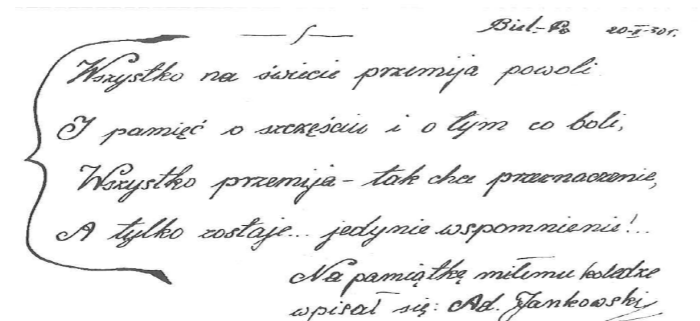 Biel.-Po 20-X-30r.
Wszystko na świecie przemija powoli
I pamięć o szczęściu i o tym co boli,
Wszystko przemija - tak chce przeznaczenie,
A tylko zostaje... jedynie wspomnienie!..
Na pamiątkę miłemu koledze
wpisał się: Ad. Jankowski